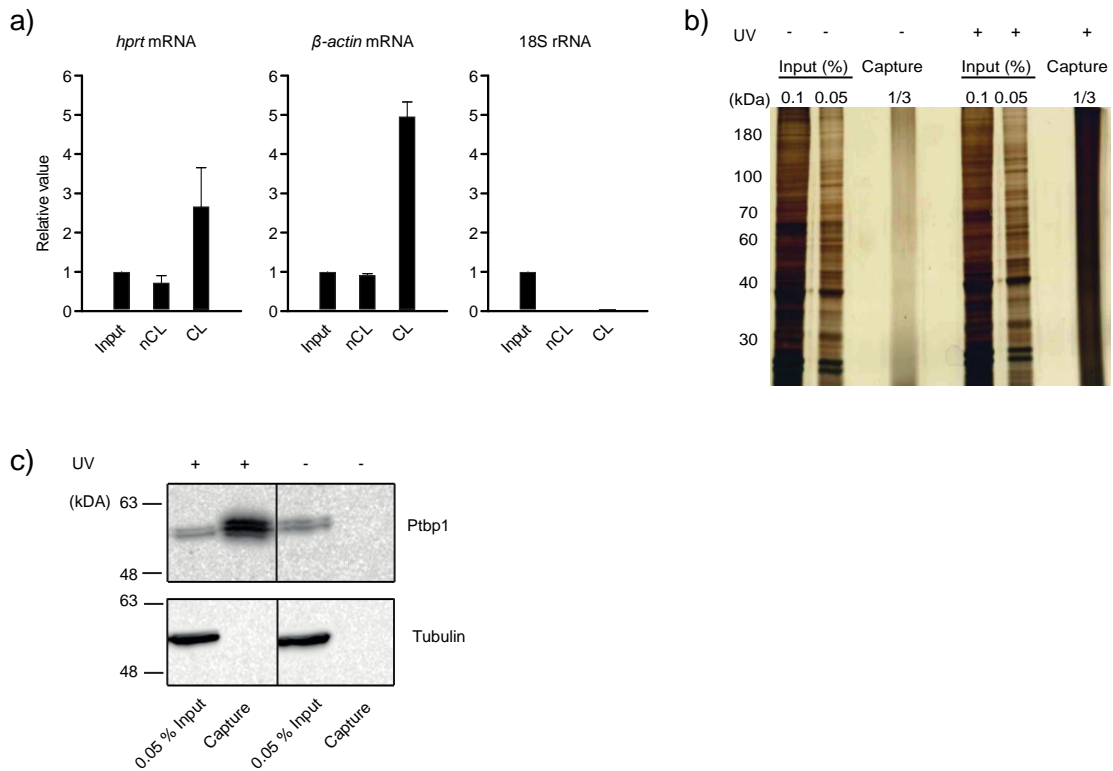 a)
hprt mRNA
β-actin mRNA
18S rRNA
Relative value
6
5
4
3
2
1
0
6
5
4
3
2
1
0
6
5
4
3
2
1
0
Input
nCL
CL
Input
nCL
CL
Input
nCL
CL
b)
UV - - - + + +
Input (%) Capture Input (%) Capture
(kDa) 0.1 0.05 1/3 0.1 0.05 1/3
180
100
70
60
40
30
c)
UV + + - -
(kDA)
63
48
Ptbp1
63
48
Tubulin
0.05 % Input
Capture
0.05 % Input
Capture